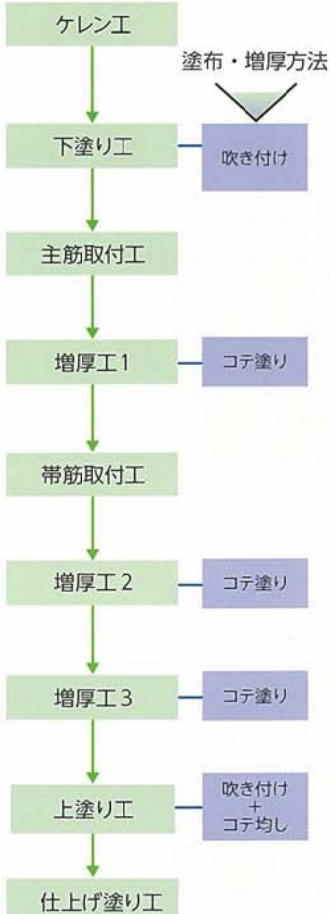 ケレン工
塗布・増厚方法
下塗り工
吹き付け
主筋取付工
増厚工1
コテ塗り
帯筋取付工
増厚工2
コテ塗り
増厚工3
コテ塗り
上塗り工
吹き付け
+
コテ均し
仕上げ塗り工